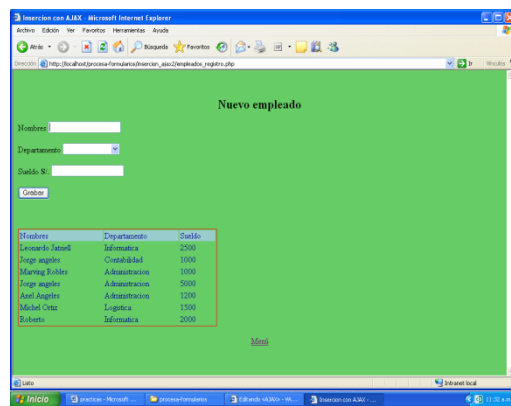 Insercion con AJAX - Microsoft Internet Explorer
Archivo Edición Ver Favoritos Herramientas Ayuda
Atrás Búsqueda Favoritos
Dirección http://localhost/procesa-formularios/insercion_ajax2/empleados_registro.php Ir Vínculos
Nuevo empleado
Nombres
Departamento
Sueldo S/.
Grabar
Nombres Departamento Sueldo
Leonardo Informatica 2500
Jorge angeles Contabilidad 1000
Marving Robles Administracion 1000
Jorge angeles Administracion 5000
Axel Angeles Administracion 1200
Michel Ortiz Logistica 1500
Roberto Informatica 2000
Menú
Listo Intranet local
Inicio practicas - Microsoft ... procesa-formularios Editando «AJAX» - Wi... Insercion con AJAX - ... 11:32 a.m.